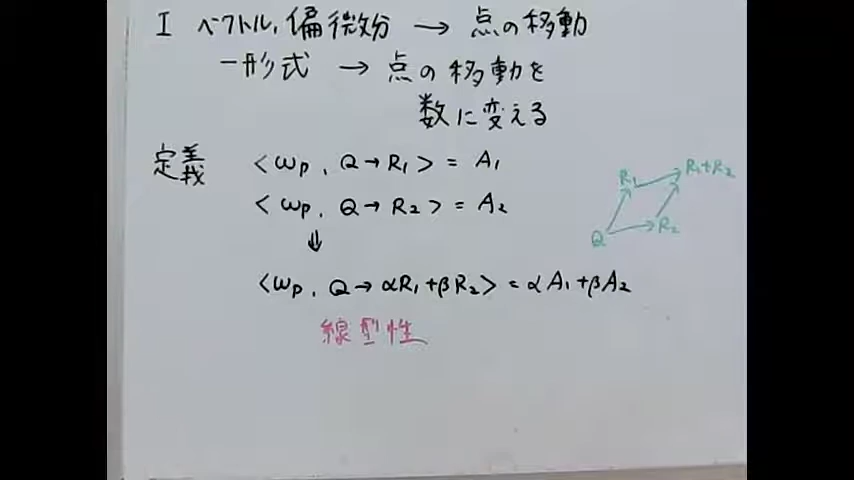 I ベクトル, 偏微分 → 点の移動
一形式 → 点の移動を
数に変える
定義 <ωp, Q→R1> = A1
<ωp, Q→R2> = A2
⇓
<ωp, Q→αR1+βR2> = αA1+βA2
線型性
R1
R1+R2
Q
R2